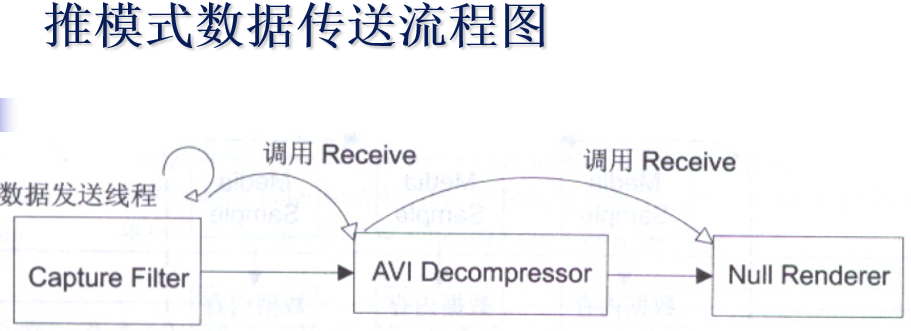 推模式数据传送流程图
调用 Receive
调用 Receive
数据发送线程
Capture Filter
AVI Decompressor
Null Renderer